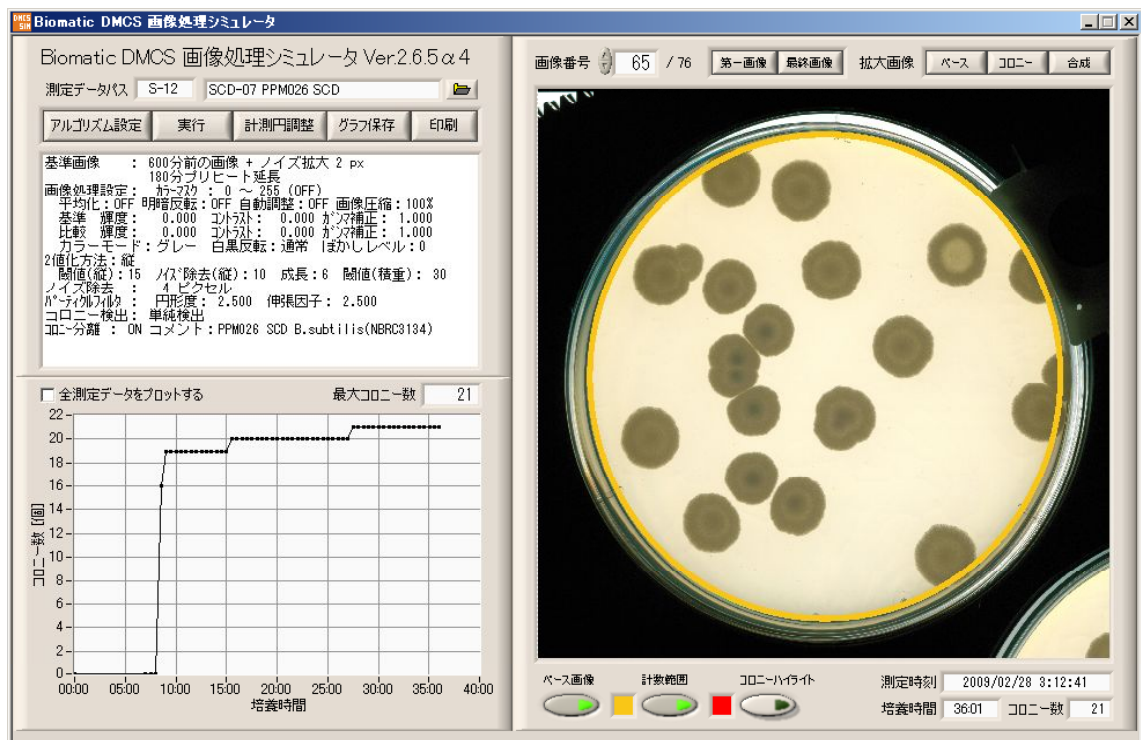 Biomatic DMCS 画像処理シミュレータ
Biomatic DMCS 画像処理シミュレータ Ver.2.6.5α4
測定データパス S-12 SCD-07 PPM026 SCD
アルゴリズム設定 実行 計測円調整 グラフ保存 印刷
基準画像 : 600分前の画像 + ノイズ拡大 2 px
180分プリヒート延長
画像処理設定: カラーマスク : 0 ～ 255 (OFF)
平均化:OFF 明暗反転:OFF 自動調整:OFF 画像圧縮:100%
基準 輝度: 0.000 コントラスト: 0.000 ガンマ補正: 1.000
比較 輝度: 0.000 コントラスト: 0.000 ガンマ補正: 1.000
カラーモード:グレー 白黒反転:通常 ぼかしレベル:0
2値化方法:縦
閾値(縦):15 ノイズ除去(縦):10 成長:6 閾値(積重): 30
ノイズ除去 : 4 ピクセル
パーティクルフィルタ : 円形度: 2.500 伸張因子: 2.500
コロニー検出: 単純検出
コロニー分離 : ON コメント:PPM026 SCD B.subtilis(NBRC3134)
全測定データをプロットする 最大コロニー数 21
コロニー数 [個]
22
20
18
16
14
12
10
8
6
4
2
0
00:00 05:00 10:00 15:00 20:00 25:00 30:00 35:00 40:00
培養時間
画像番号 65 / 76 第一画像 最終画像 拡大画像 ベース コロニー 合成
ベース画像 計数範囲 コロニーハイライト
測定時刻 2009/02/28 3:12:41
培養時間 36:01 コロニー数 21